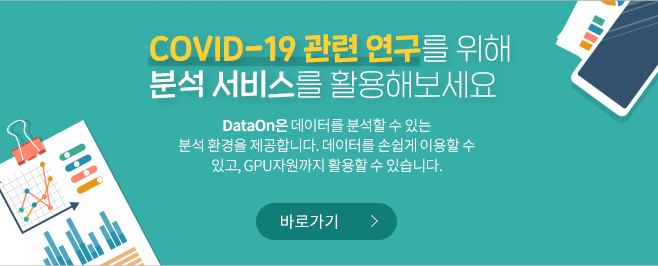 COVID-19 관련 연구를 위해
분석 서비스를 활용해보세요
DataOn은 데이터를 분석할 수 있는
분석 환경을 제공합니다. 데이터를 손쉽게 이용할 수
있고, GPU자원까지 활용할 수 있습니다.
바로가기